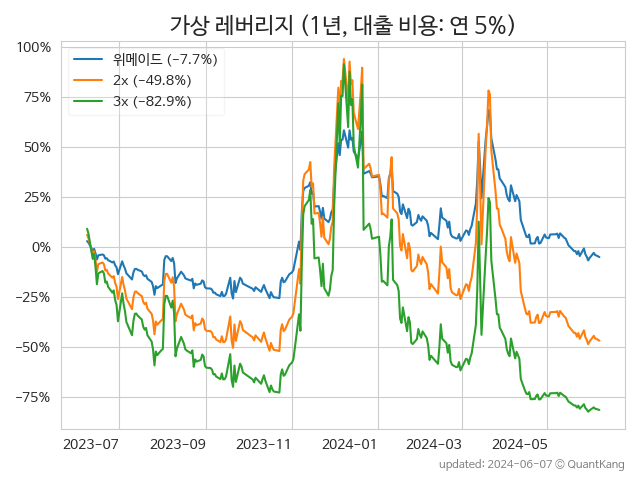 가상 레버리지 (1년, 대출 비용: 연 5%)
위메이드 (−7.7%)
2x (−49.8%)
3x (−82.9%)
100%
75%
50%
25%
0%
−25%
−50%
−75%
2023-07 2023-09 2023-11 2024-01 2024-03 2024-05
updated: 2024-06-07 © QuantKang